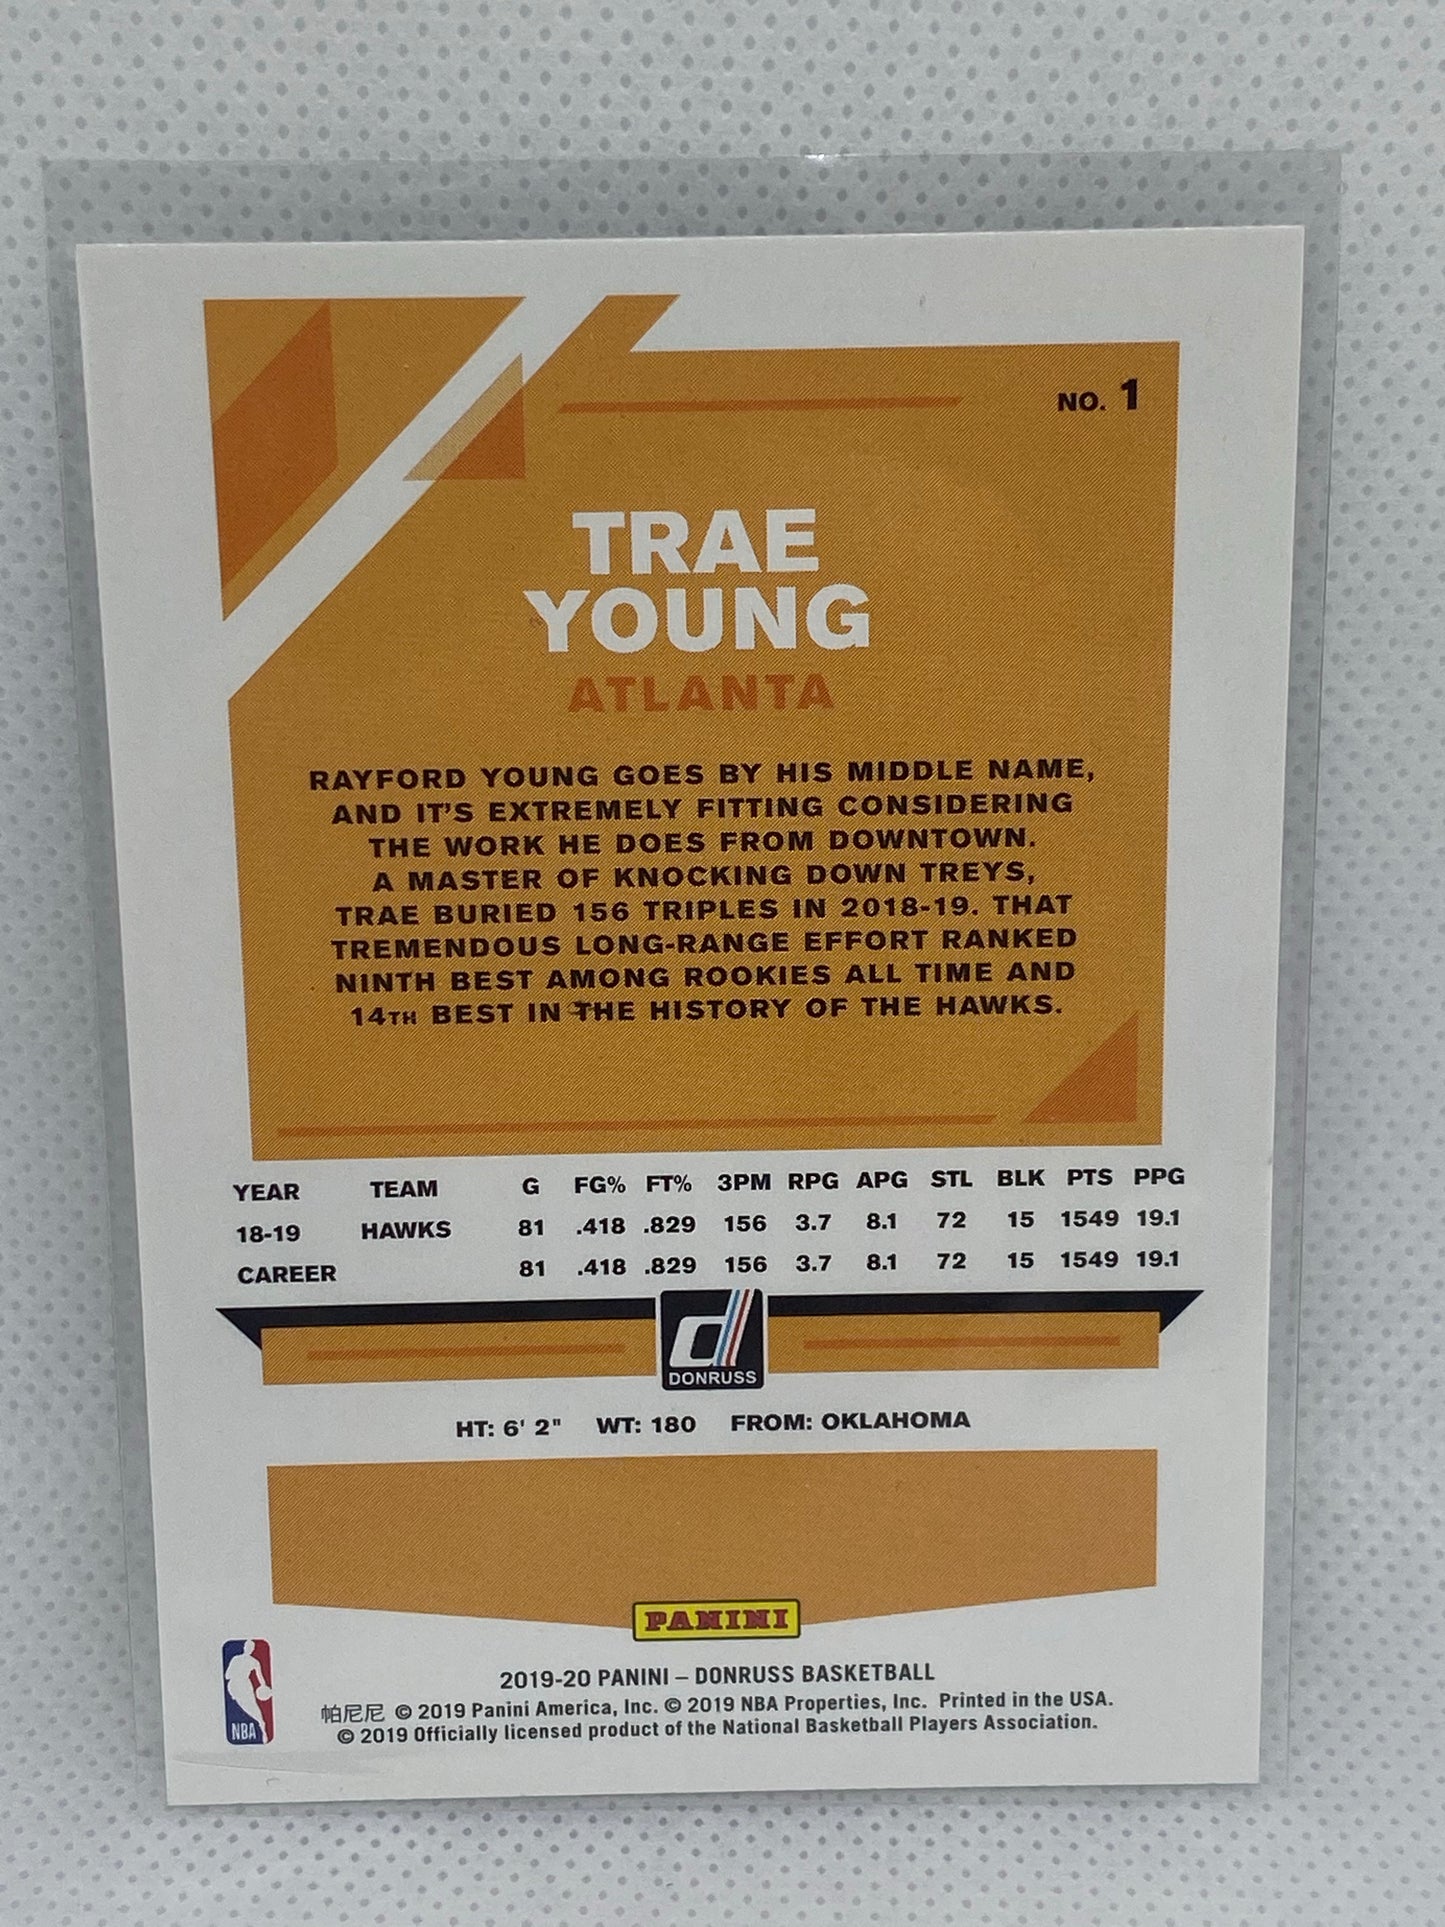 NO. 1
TRAE
YOUNG
ATLANTA
RAYFORD YOUNG GOES BY HIS MIDDLE NAME,
AND IT'S EXTREMELY FITTING CONSIDERING
THE WORK HE DOES FROM DOWNTOWN.
A MASTER OF KNOCKING DOWN TREYS,
TRAE BURIED 156 TRIPLES IN 2018-19. THAT
TREMENDOUS LONG-RANGE EFFORT RANKED
NINTH BEST AMONG ROOKIES ALL TIME AND
14TH BEST IN THE HISTORY OF THE HAWKS.
YEAR TEAM G FG% FT% 3PM RPG APG STL BLK PTS PPG
18-19 HAWKS 81 .418 .829 156 3.7 8.1 72 15 1549 19.1
CAREER 81 .418 .829 156 3.7 8.1 72 15 1549 19.1
d
DONRUSS
HT: 6' 2" WT: 180 FROM: OKLAHOMA
PANINI
NBA
2019-20 PANINI – DONRUSS BASKETBALL
帕尼尼 © 2019 Panini America, Inc. © 2019 NBA Properties, Inc. Printed in the USA.
© 2019 Officially licensed product of the National Basketball Players Association.